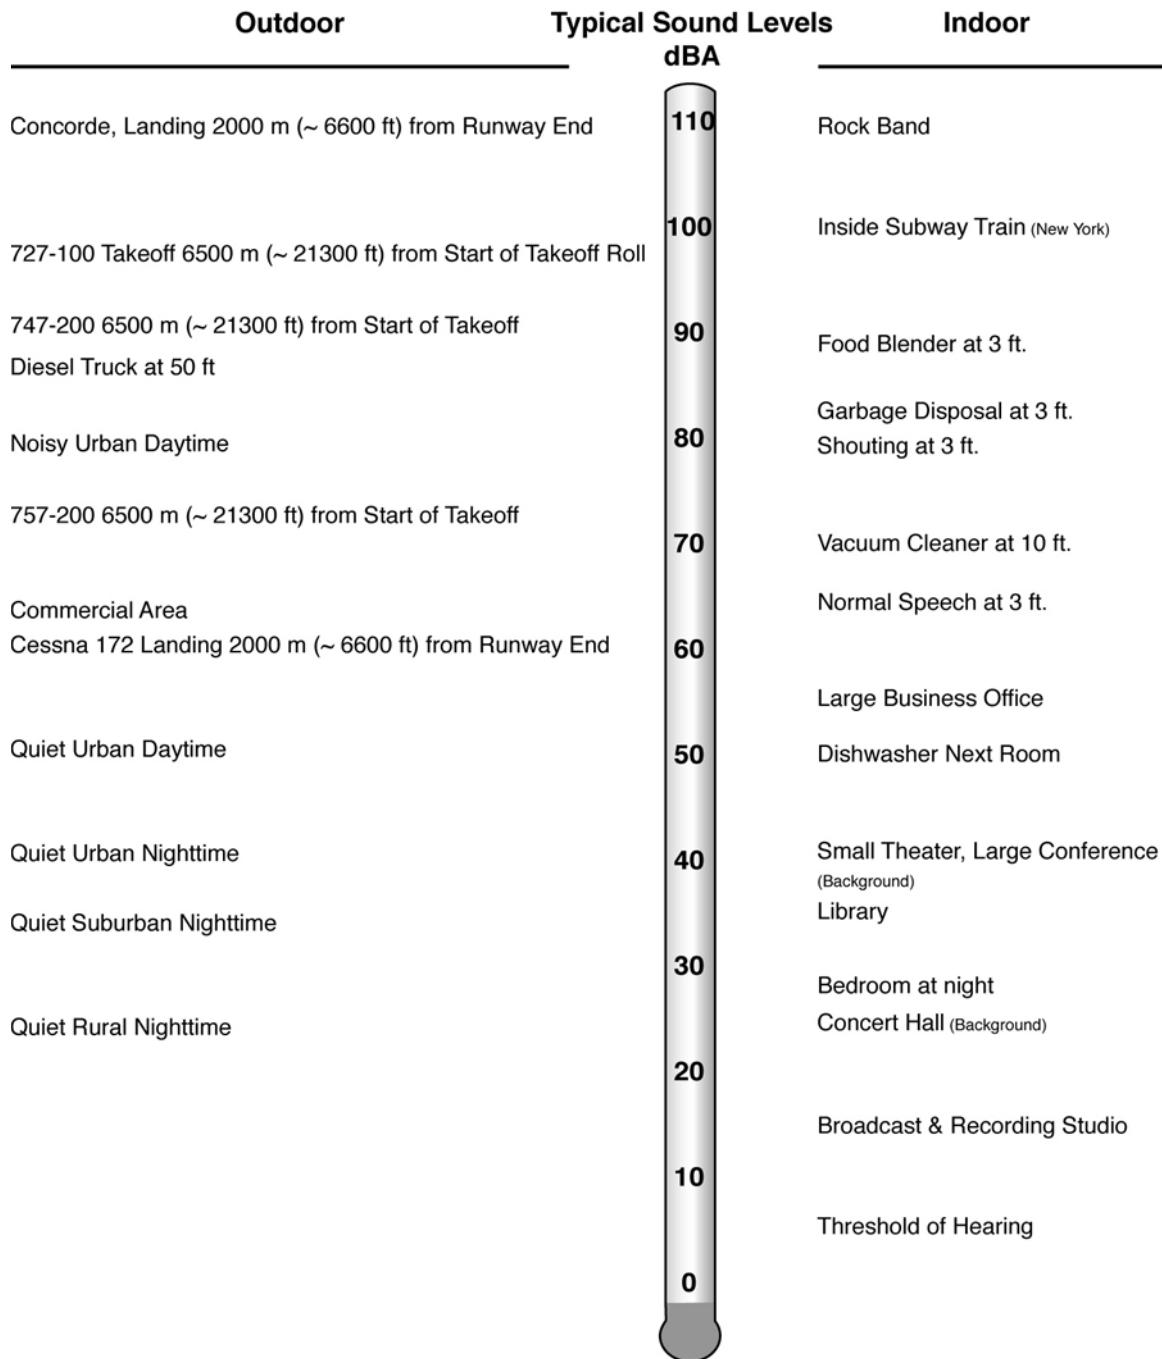 Outdoor
Typical Sound Levels
dBA
Indoor
Concorde, Landing 2000 m (~ 6600 ft) from Runway End
110
Rock Band
100
Inside Subway Train (New York)
727-100 Takeoff 6500 m (~ 21300 ft) from Start of Takeoff Roll
747-200 6500 m (~ 21300 ft) from Start of Takeoff
90
Food Blender at 3 ft.
Diesel Truck at 50 ft
Garbage Disposal at 3 ft.
Noisy Urban Daytime
80
Shouting at 3 ft.
757-200 6500 m (~ 21300 ft) from Start of Takeoff
70
Vacuum Cleaner at 10 ft.
Normal Speech at 3 ft.
Commercial Area
Cessna 172 Landing 2000 m (~ 6600 ft) from Runway End
60
Large Business Office
Quiet Urban Daytime
50
Dishwasher Next Room
Quiet Urban Nighttime
40
Small Theater, Large Conference
(Background)
Library
Quiet Suburban Nighttime
30
Bedroom at night
Quiet Rural Nighttime
Concert Hall (Background)
20
Broadcast & Recording Studio
10
Threshold of Hearing
0